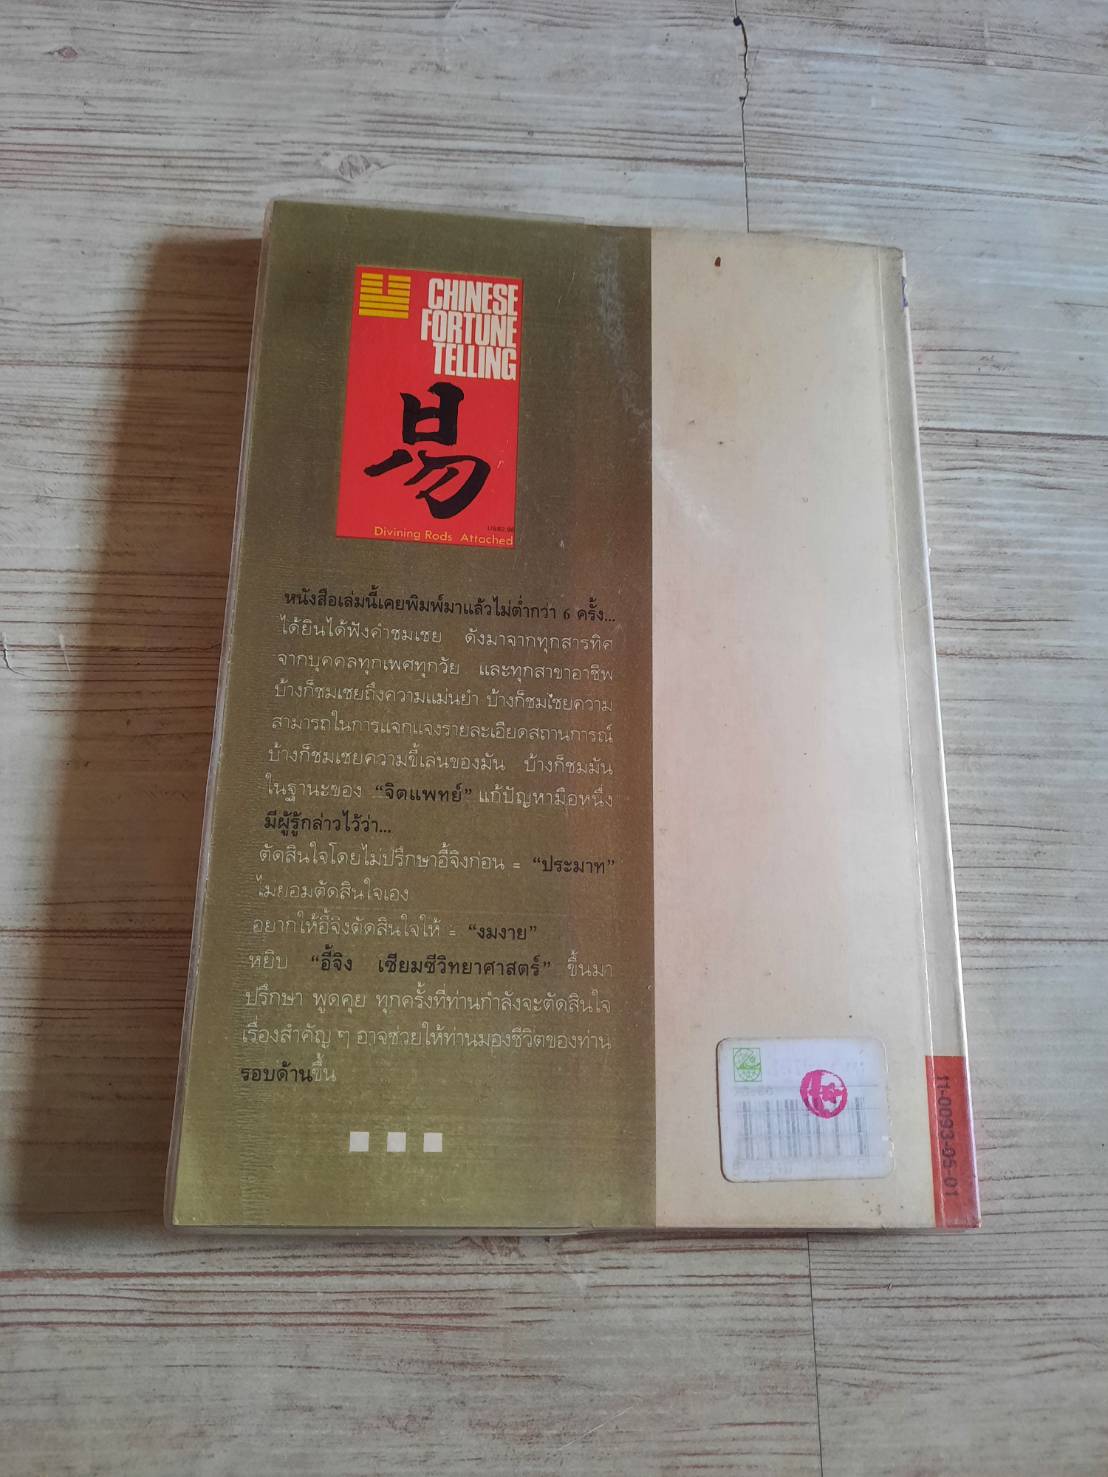 CHINESE
FORTUNE
TELLING
易
US$2.98
Divining Rods Attached
หนังสือเล่มนี้เคยพิมพ์มาแล้วไม่ต่ำกว่า 6 ครั้ง...
ได้ยินได้ฟังคำชมเชย ดังมาจากทุกสารทิศ
จากบุคคลทุกเพศทุกวัย และทุกสาขาอาชีพ
บ้างก็ชมเชยถึงความแม่นยำ บ้างก็ชมเชยความ
สามารถในการแจกแจงรายละเอียดสถานการณ์
บ้างก็ชมเชยความขี้เล่นของมัน บ้างก็ชมมัน
ในฐานะของ “จิตแพทย์” แก้ปัญหามือหนึ่ง
มีผู้รู้กล่าวไว้ว่า...
ตัดสินใจโดยไม่ปรึกษาอี้จิงก่อน = “ประมาท”
ไม่ยอมตัดสินใจเอง
อยากให้อี้จิงตัดสินใจให้ = “งมงาย”
หยิบ “อี้จิง เซียมซีวิทยาศาสตร์” ขึ้นมา
ปรึกษา พูดคุย ทุกครั้งที่ท่านกำลังจะตัดสินใจ
เรื่องสำคัญ ๆ อาจช่วยให้ท่านมองชีวิตของท่าน
รอบด้านขึ้น
11-0093-05-01